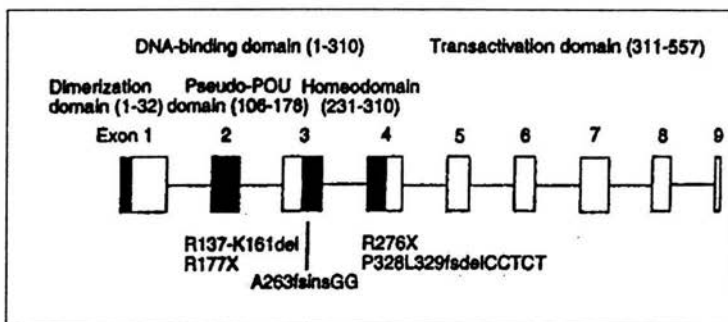 DNA-binding domain (1-310) Transactivation domain (311-557)
Dimerization Pseudo-POU Homeodomain
domain (1-32) domain (106-178) (231-310)
Exon 1 2 3 4 5 6 7 8 9
R137-K161del R276X
R177X P328L329fsdelCCTCT
A263fsinsGG